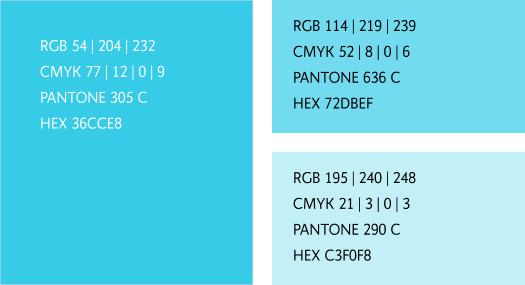 RGB 54 | 204 | 232
CMYK 77 | 12 | 0 | 9
PANTONE 305 C
HEX 36CCE8
RGB 114 | 219 | 239
CMYK 52 | 8 | 0 | 6
PANTONE 636 C
HEX 72DBEF
RGB 195 | 240 | 248
CMYK 21 | 3 | 0 | 3
PANTONE 290 C
HEX C3F0F8